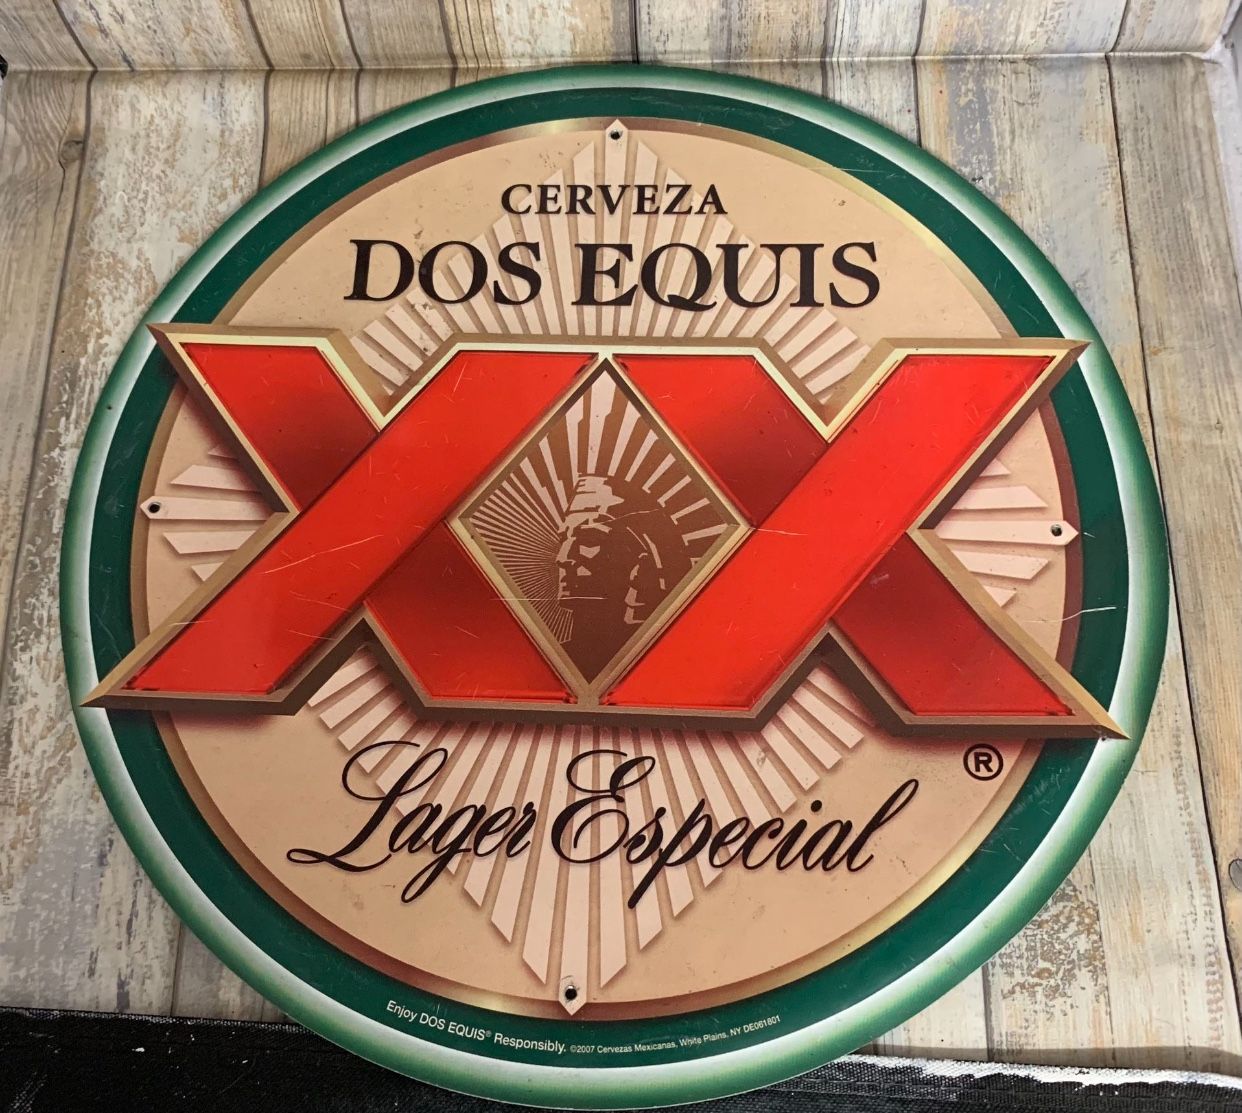 CERVEZA
DOS EQUIS
XX
®
Lager Especial
Enjoy DOS EQUIS® Responsibly. ©2007 Cervezas Mexicanas, White Plains, NY DE061801